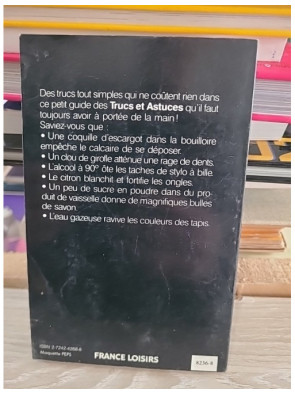 Des trucs tout simples qui ne coûtent rien dans
ce petit guide des Trucs et Astuces qu'il faut
toujours avoir à portée de la main !
Saviez-vous que :
• Une coquille d'escargot dans la bouilloire
empêche le calcaire de se déposer.
• Un clou de girofle atténue une rage de dents.
• L'alcool à 90° ôte les taches de stylo à bille.
• Le citron blanchit et fortifie les ongles.
• Un peu de sucre en poudre dans du pro-
duit de vaisselle donne de magnifiques bulles
de savon.
• L'eau gazeuse ravive les couleurs des tapis.
Maquette PEPS
FRANCE LOISIRS